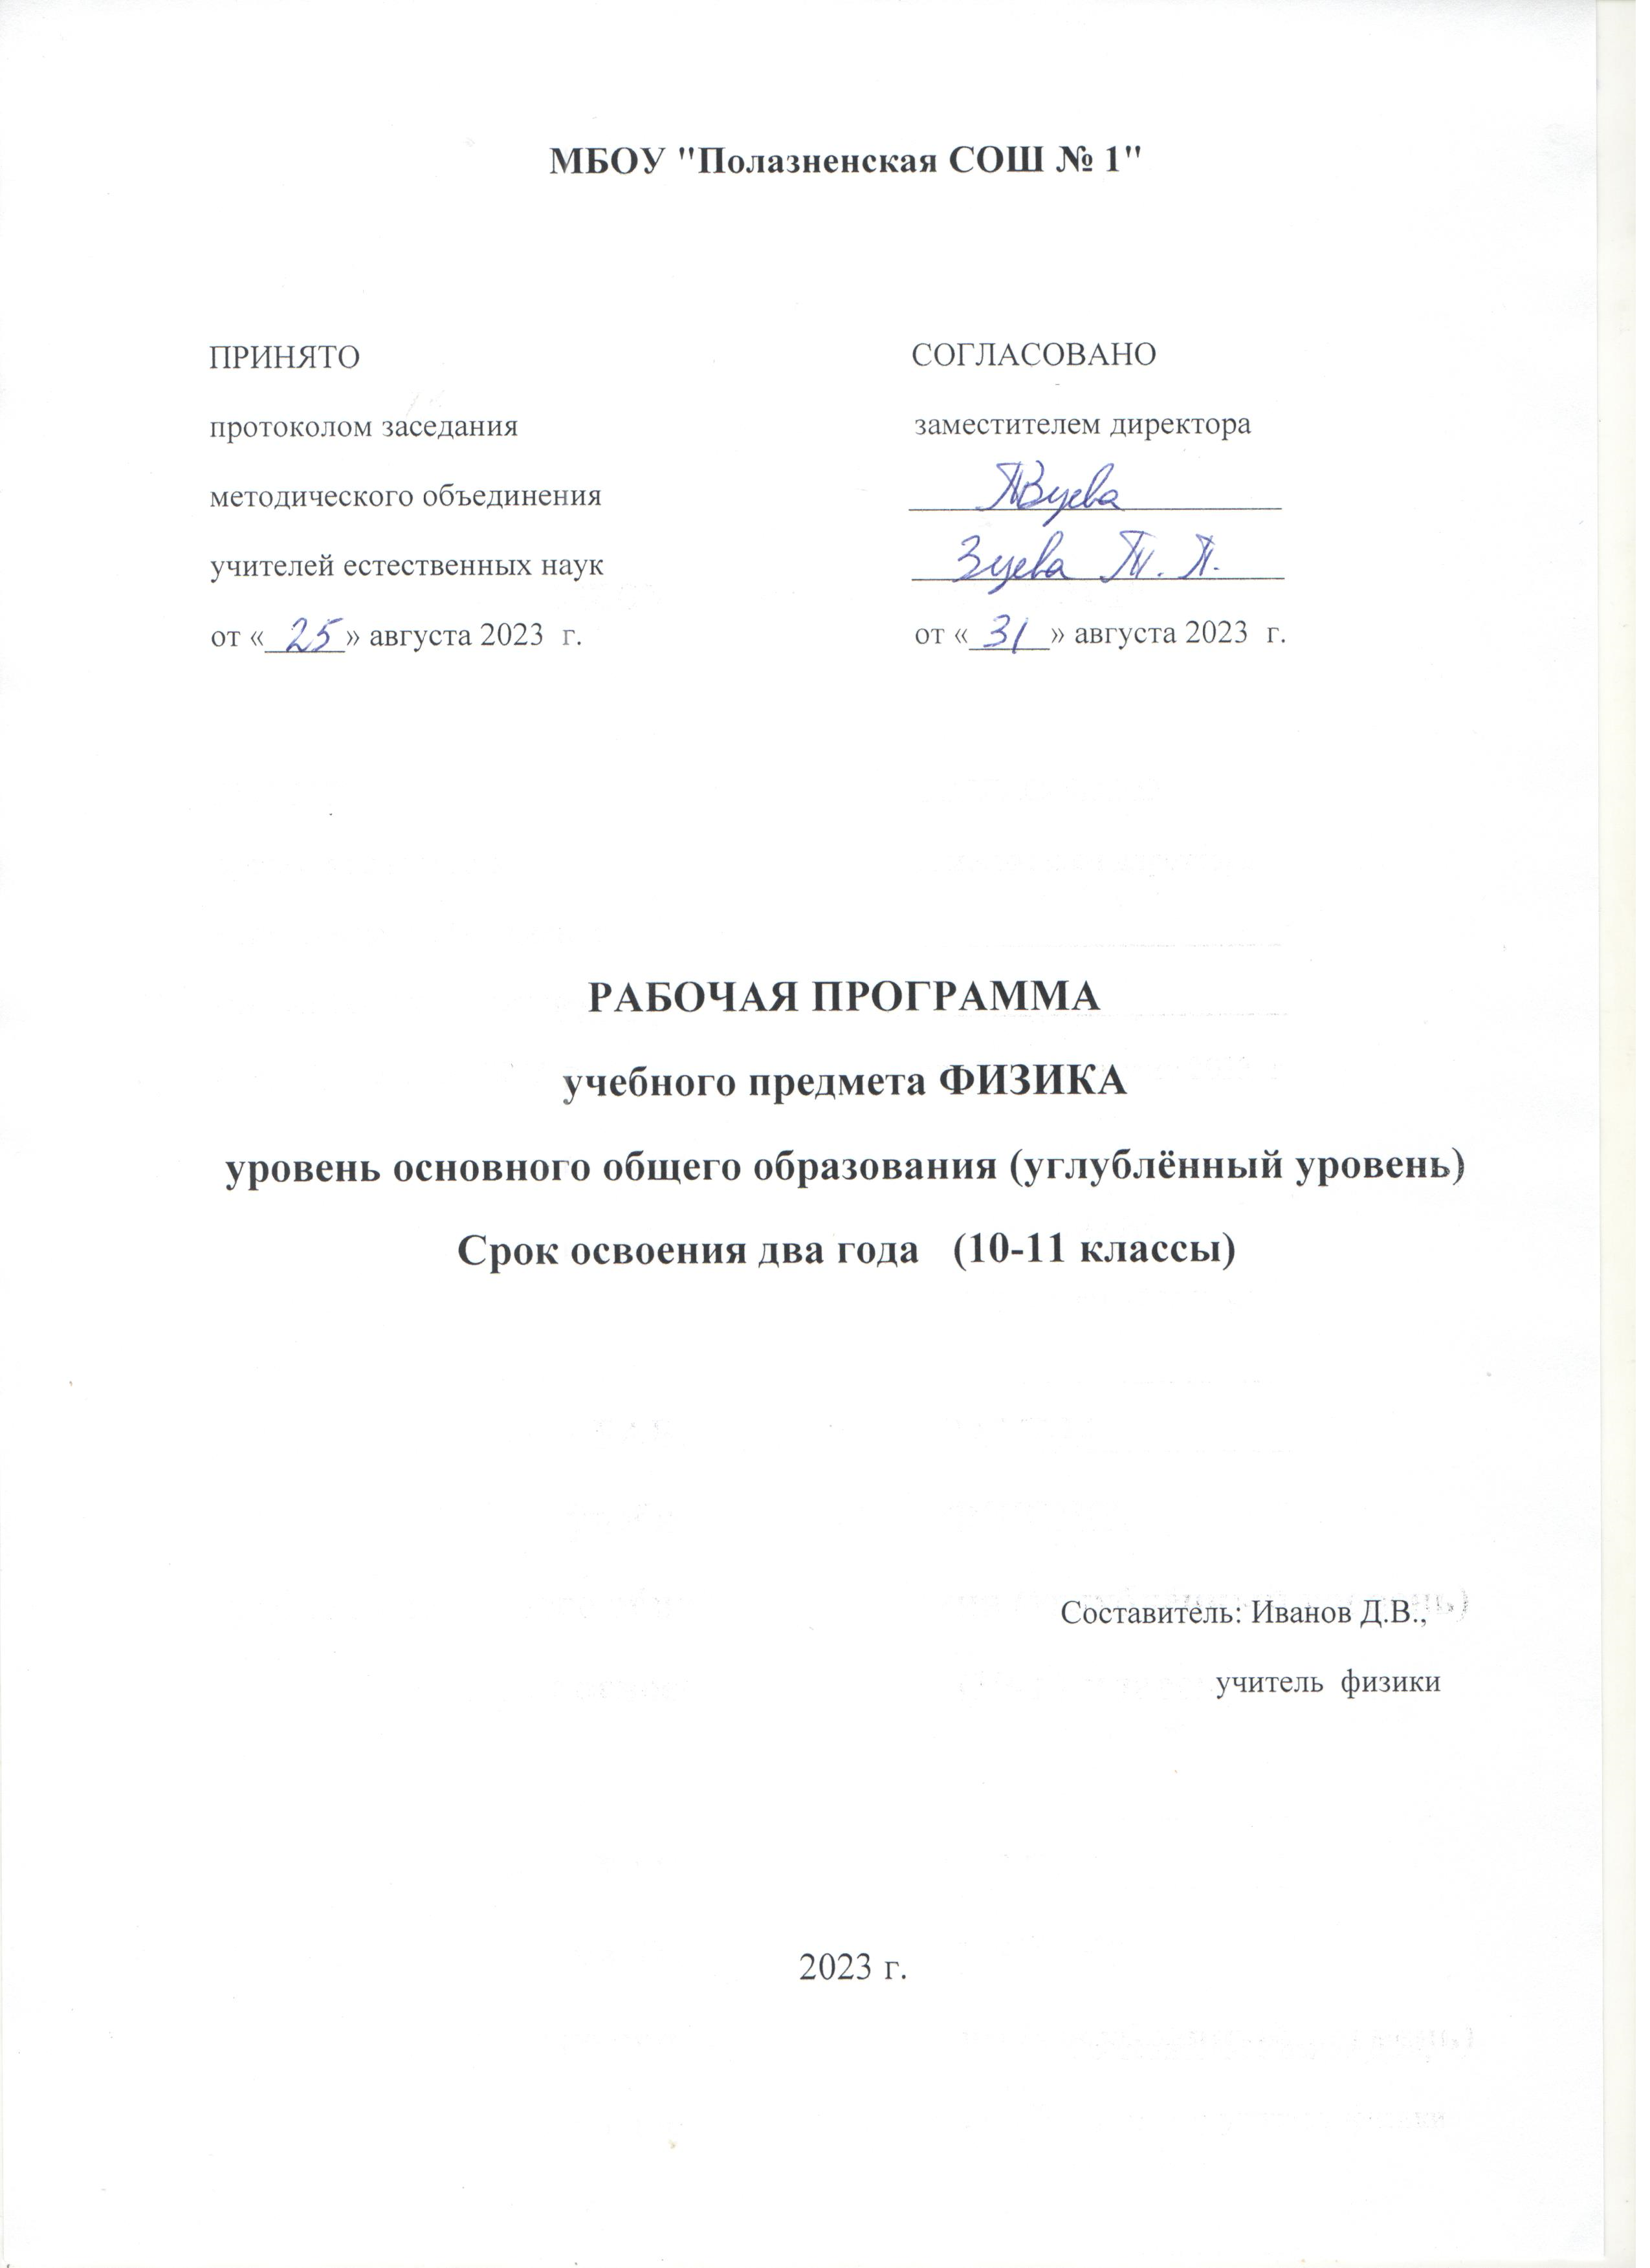 МБОУ "Полазненская СОШ № 1"
ПРИНЯТО
протоколом заседания
методического объединения
учителей естественных наук
от «25» августа 2023 г.
СОГЛАСОВАНО
заместителем директора
Зуева Т. П.
от «31» августа 2023 г.
РАБОЧАЯ ПРОГРАММА
учебного предмета ФИЗИКА
уровень основного общего образования (углублённый уровень)
Срок освоения два года (10-11 классы)
Составитель: Иванов Д.В.,
учитель физики
2023 г.